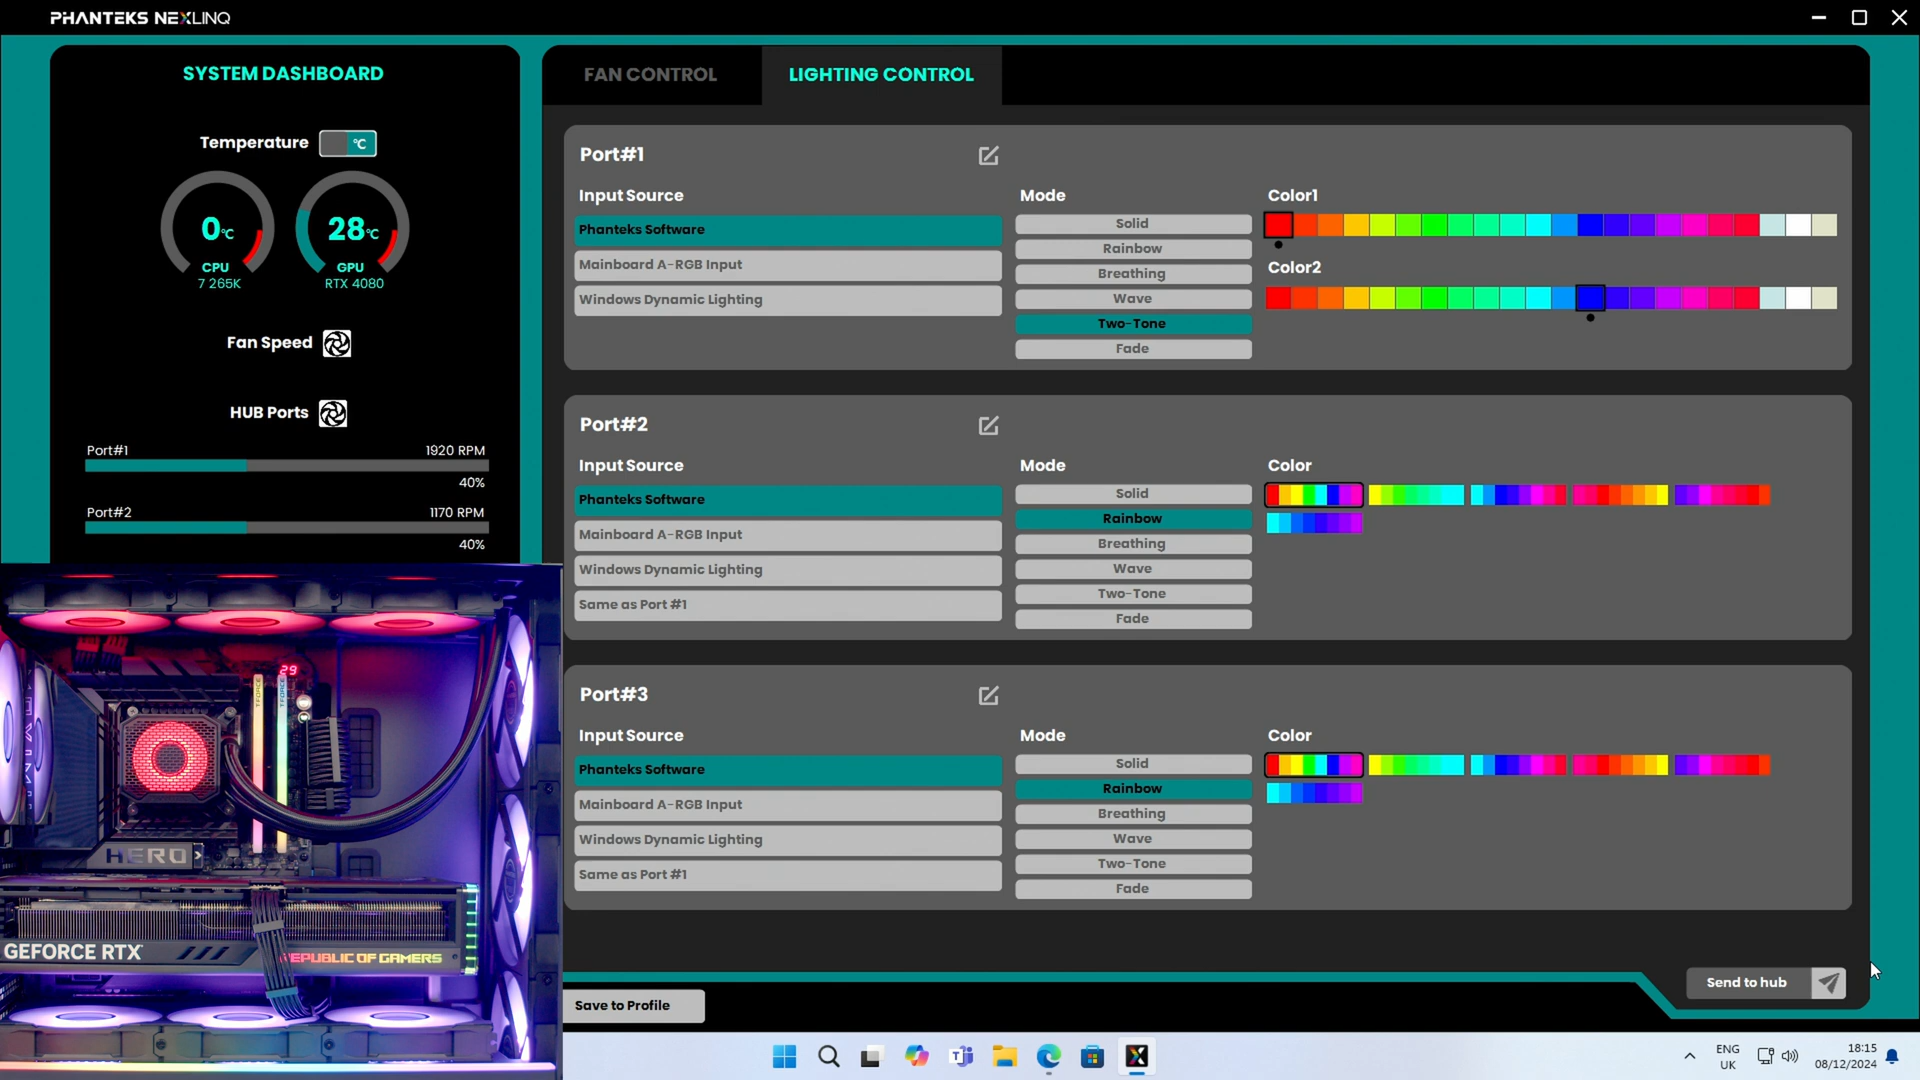 PHANTEKS NEXLINQ
SYSTEM DASHBOARD
Temperature °C
0°C
CPU
7 265K
28°C
GPU
RTX 4080
Fan Speed
HUB Ports
Port#1 1920 RPM
40%
Port#2 1170 RPM
40%
FAN CONTROL
LIGHTING CONTROL
Port#1
Input Source
Phanteks Software
Mainboard A-RGB Input
Windows Dynamic Lighting
Mode
Solid
Rainbow
Breathing
Wave
Two-Tone
Fade
Color1
Color2
Port#2
Input Source
Phanteks Software
Mainboard A-RGB Input
Windows Dynamic Lighting
Same as Port #1
Mode
Solid
Rainbow
Breathing
Wave
Two-Tone
Fade
Color
Port#3
Input Source
Phanteks Software
Mainboard A-RGB Input
Windows Dynamic Lighting
Same as Port #1
Mode
Solid
Rainbow
Breathing
Wave
Two-Tone
Fade
Color
Send to hub
Save to Profile
29
T-FORCE
T-FORCE
HERO
GEFORCE RTX
REPUBLIC OF GAMERS
ENG
UK
18:15
08/12/2024